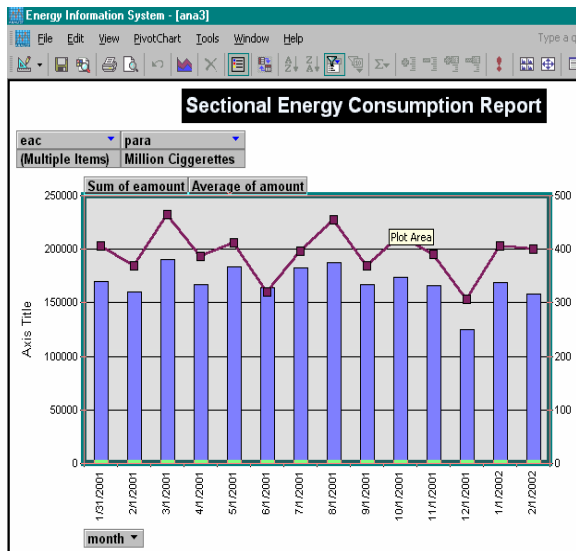 Energy Information System - [ana3]
File Edit View PivotChart Tools Window Help
Type a q
Sectional Energy Consumption Report
eac para
(Multiple Items) Million Ciggerettes
Sum of eamount Average of amount
250000
200000
150000
100000
50000
0
Axis Title
Plot Area
500
400
300
200
100
0
1/31/2001
2/1/2001
3/1/2001
4/1/2001
5/1/2001
6/1/2001
7/1/2001
8/1/2001
9/1/2001
10/1/2001
11/1/2001
12/1/2001
1/1/2002
2/1/2002
month